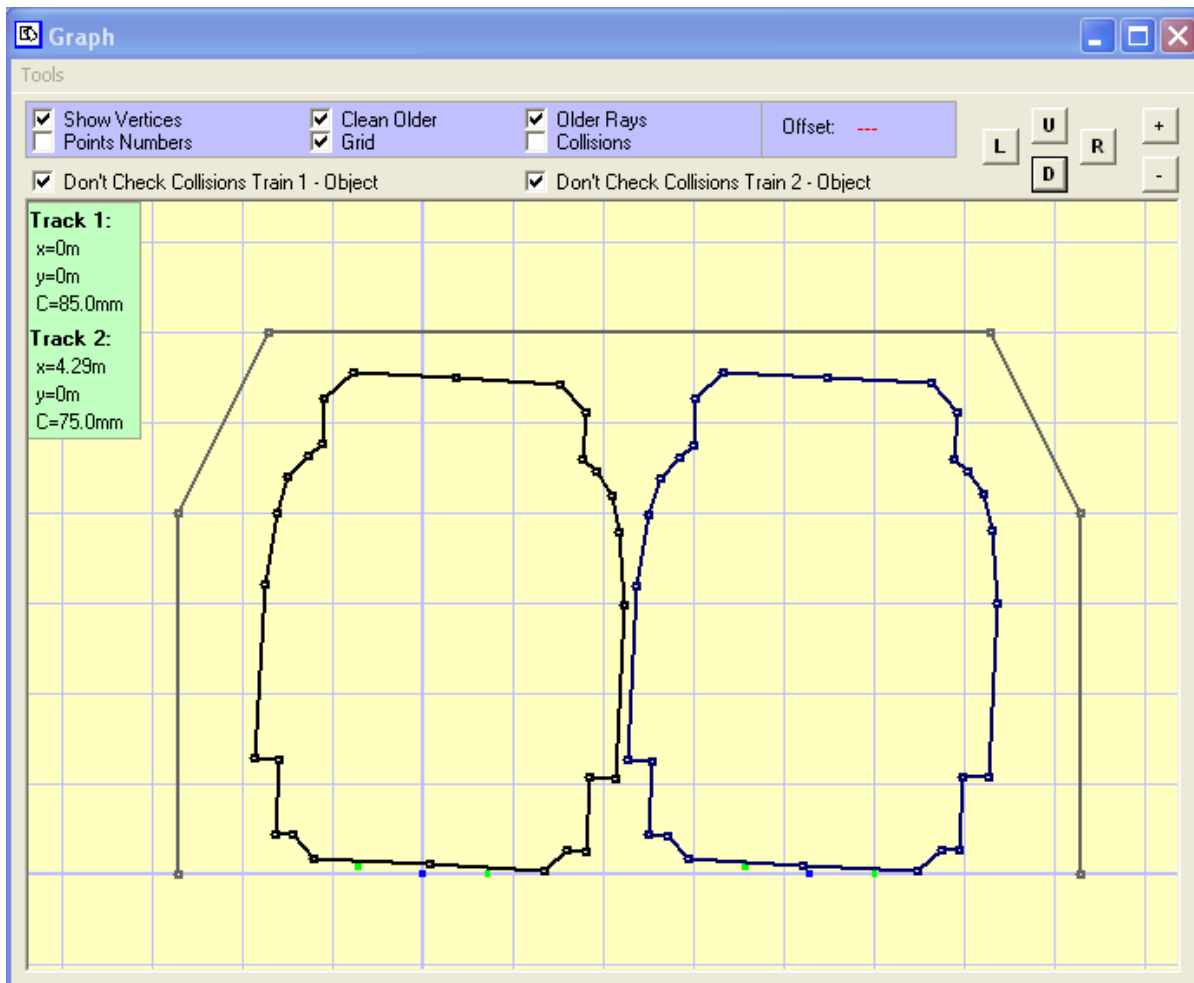 Graph
Tools
Show Vertices
Clean Older
Older Rays
Offset: ---
Points Numbers
Grid
Collisions
L
U
D
R
+
-
Don't Check Collisions Train 1 - Object
Don't Check Collisions Train 2 - Object
Track 1:
x=0m
y=0m
C=85.0mm
Track 2:
x=4.29m
y=0m
C=75.0mm